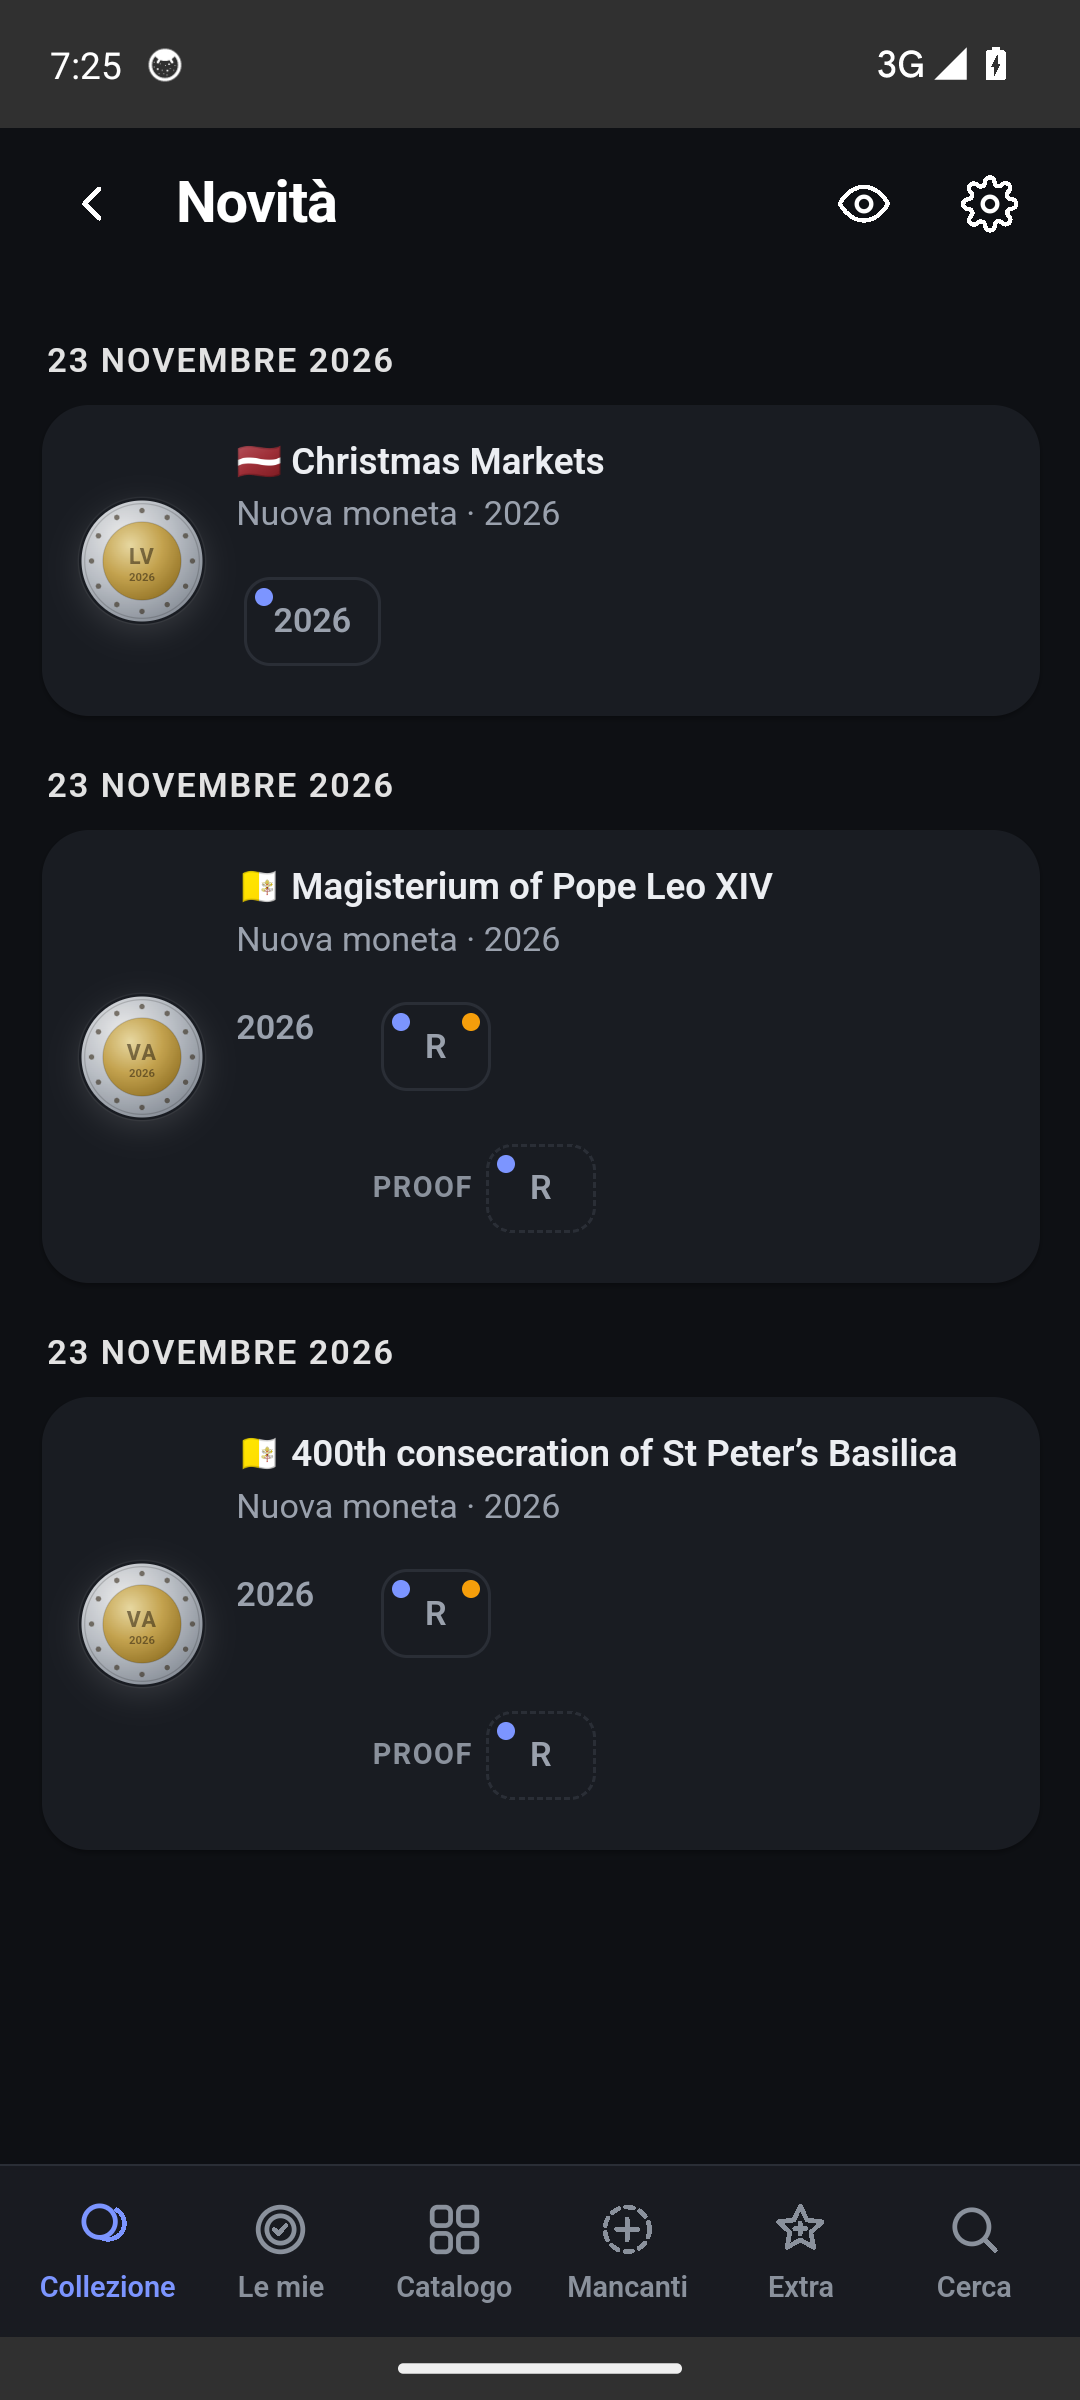 7:25
3G
Novità
23 NOVEMBRE 2026
Christmas Markets
Nuova moneta · 2026
LV
2026
2026
23 NOVEMBRE 2026
Magisterium of Pope Leo XIV
Nuova moneta · 2026
VA
2026
2026
R
PROOF
R
23 NOVEMBRE 2026
400th consecration of St Peter’s Basilica
Nuova moneta · 2026
VA
2026
2026
R
PROOF
R
Collezione
Le mie
Catalogo
Mancanti
Extra
Cerca